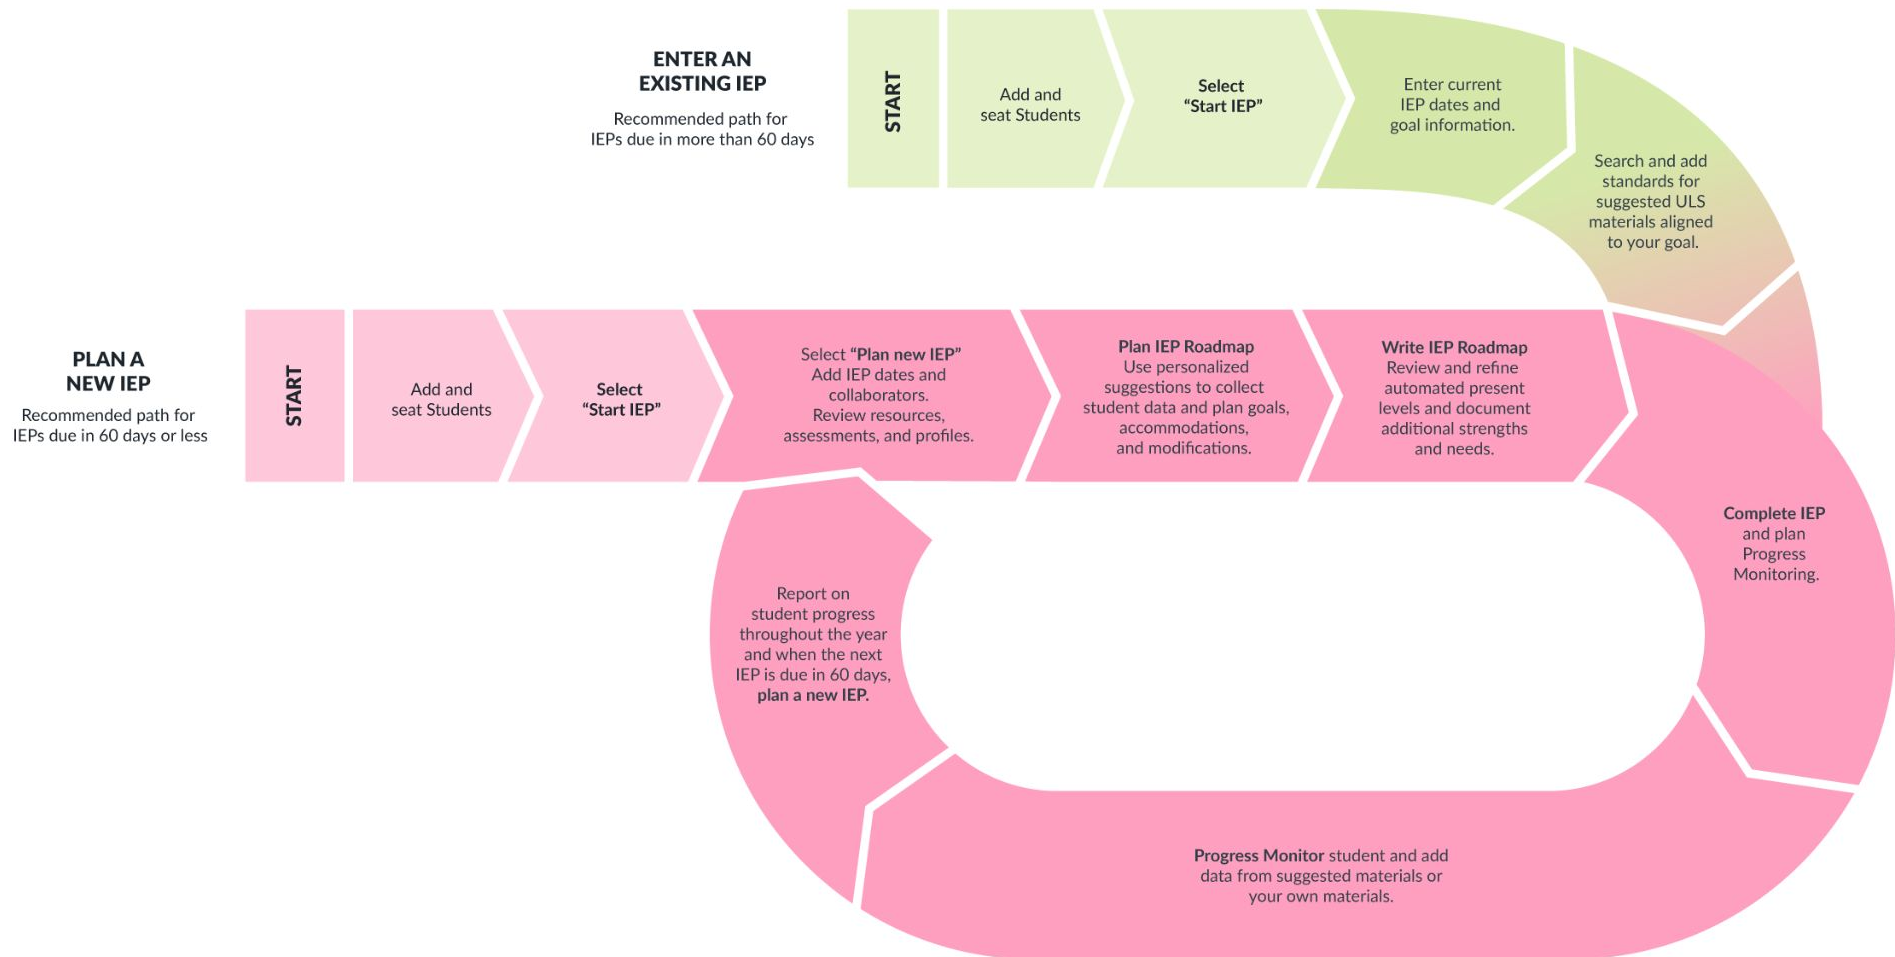 ENTER AN
EXISTING IEP
Recommended path for
IEPs due in more than 60 days
START
Add and
seat Students
Select
“Start IEP”
Enter current
IEP dates and
goal information.
Search and add
standards for
suggested ULS
materials aligned
to your goal.
PLAN A
NEW IEP
Recommended path for
IEPs due in 60 days or less
START
Add and
seat Students
Select
“Start IEP”
Select “Plan new IEP”
Add IEP dates and
collaborators.
Review resources,
assessments, and profiles.
Plan IEP Roadmap
Use personalized
suggestions to collect
student data and plan goals,
accommodations,
and modifications.
Write IEP Roadmap
Review and refine
automated present
levels and document
additional strengths
and needs.
Complete IEP
and plan
Progress
Monitoring.
Progress Monitor student and add
data from suggested materials or
your own materials.
Report on
student progress
throughout the year
and when the next
IEP is due in 60 days,
plan a new IEP.